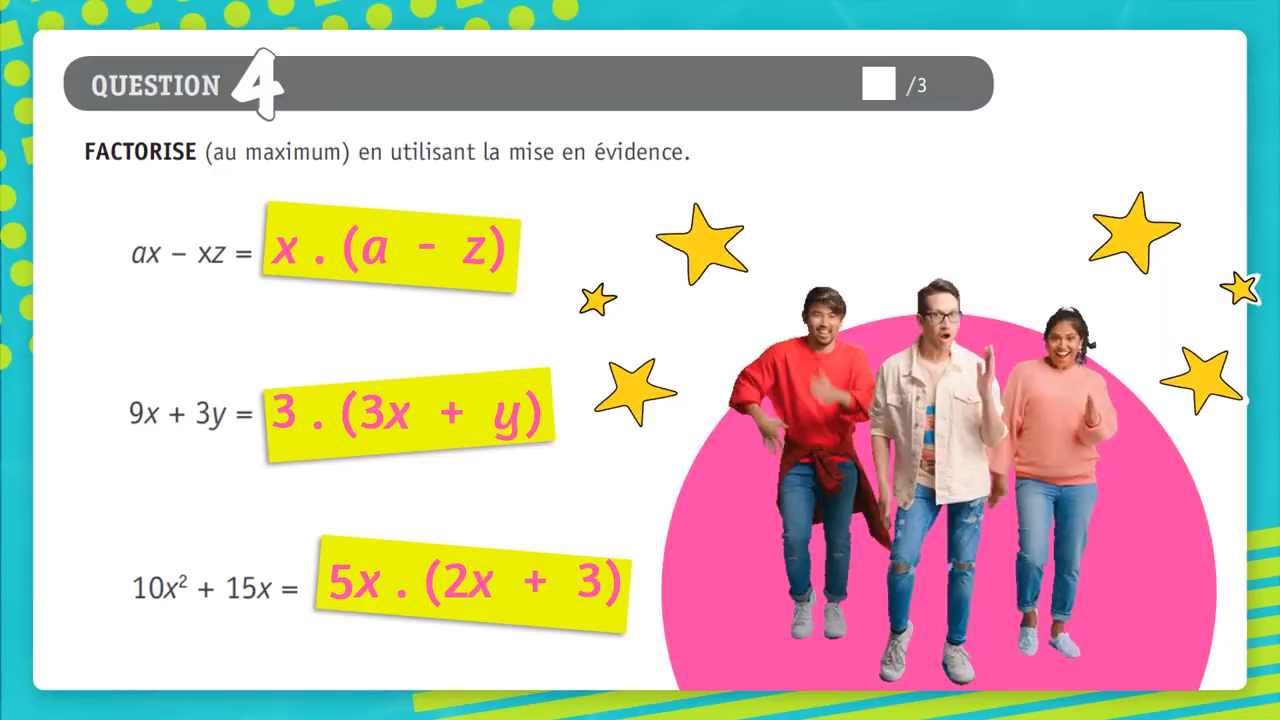 QUESTION 4 /3
FACTORISE (au maximum) en utilisant la mise en évidence.
ax – xz = x . (a - z)
9x + 3y = 3 . (3x + y)
10x² + 15x = 5x . (2x + 3)